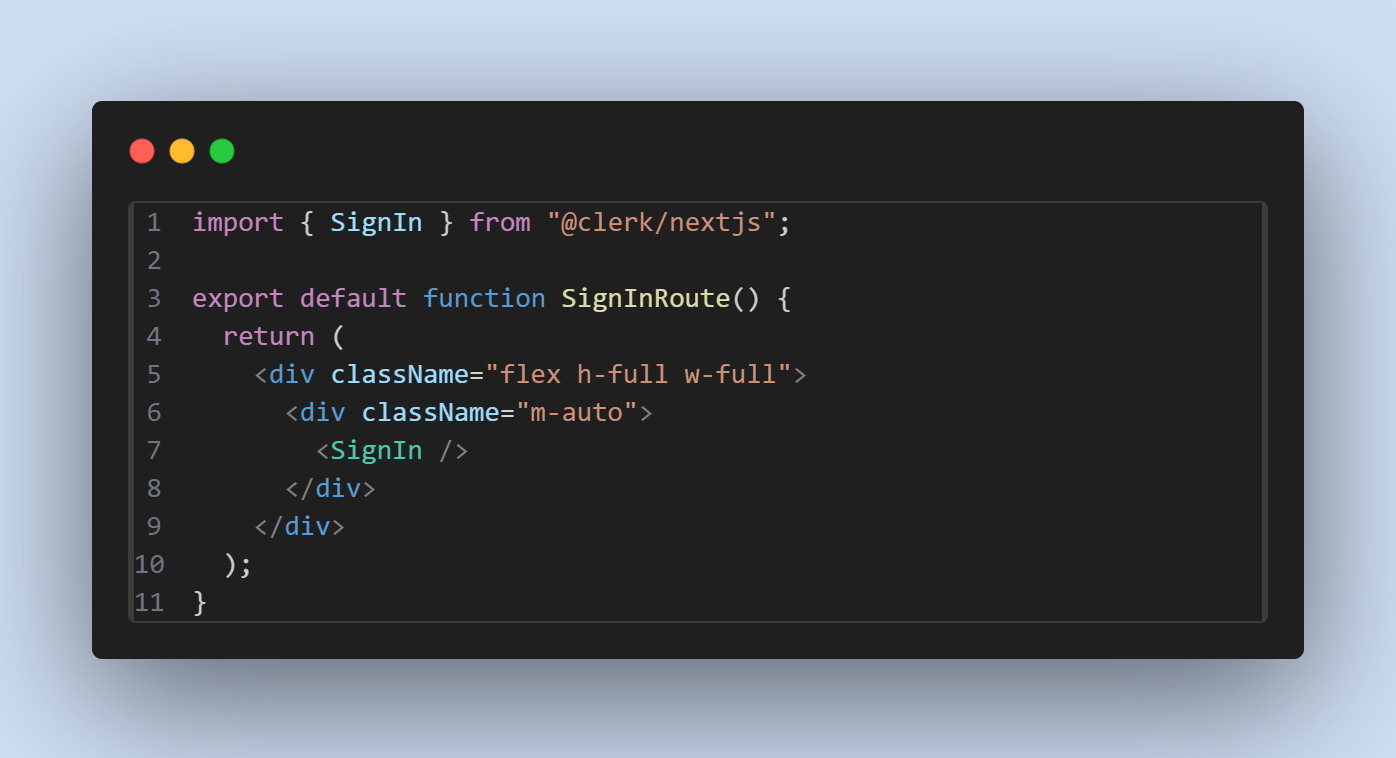 1 import { SignIn } from "@clerk/nextjs";
2
3 export default function SignInRoute() {
4   return (
5     <div className="flex h-full w-full">
6       <div className="m-auto">
7         <SignIn />
8       </div>
9     </div>
10   );
11 }